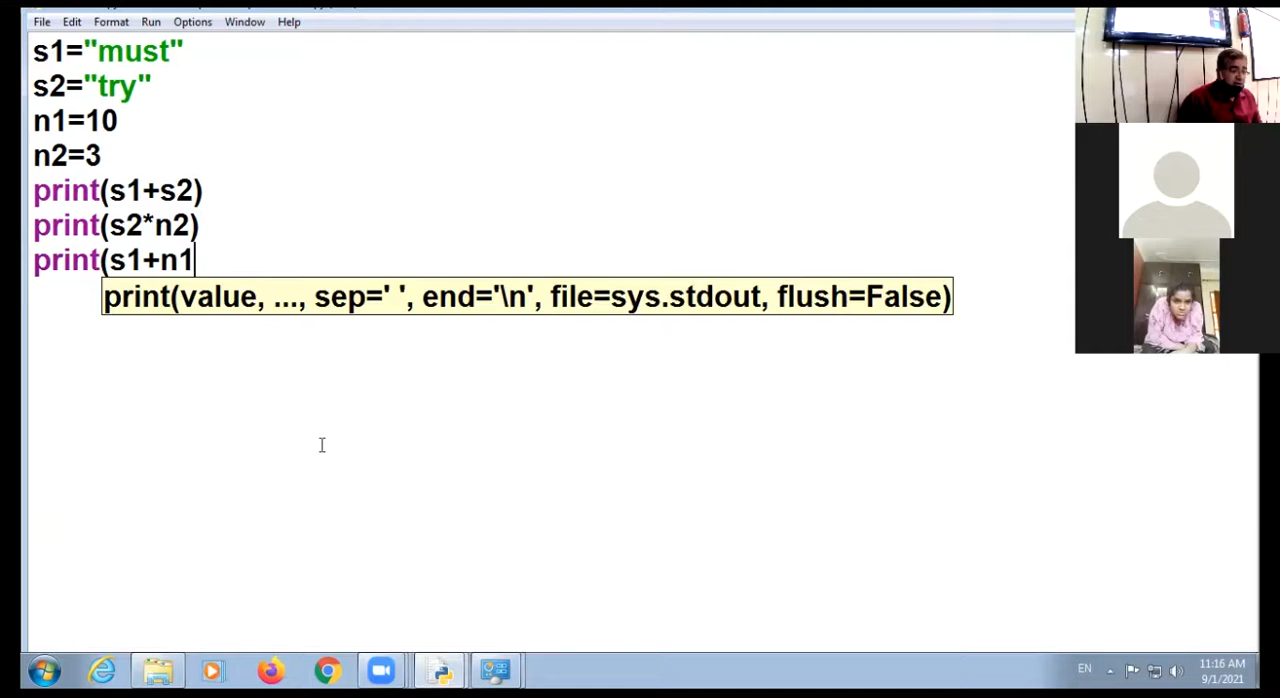 File Edit Format Run Options Window Help
s1="must"
s2="try"
n1=10
n2=3
print(s1+s2)
print(s2*n2)
print(s1+n1
print(value, ..., sep=' ', end='\n', file=sys.stdout, flush=False)
EN
11:16 AM
9/1/2021